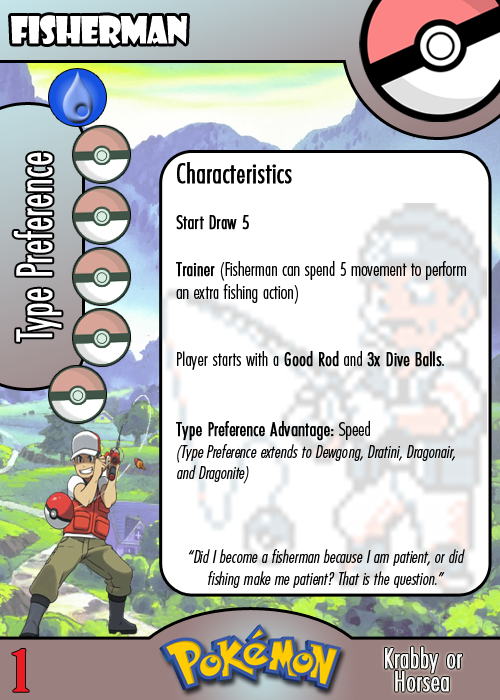 FISHERMAN
Type Preference
Characteristics
Start Draw 5
Trainer (Fisherman can spend 5 movement to perform
an extra fishing action)
Player starts with a Good Rod and 3x Dive Balls.
Type Preference Advantage: Speed
(Type Preference extends to Dewgong, Dratini, Dragonair,
and Dragonite)
“Did I become a fisherman because I am patient, or did
fishing make me patient? That is the question.”
1
POKéMON
Krabby or
Horsea